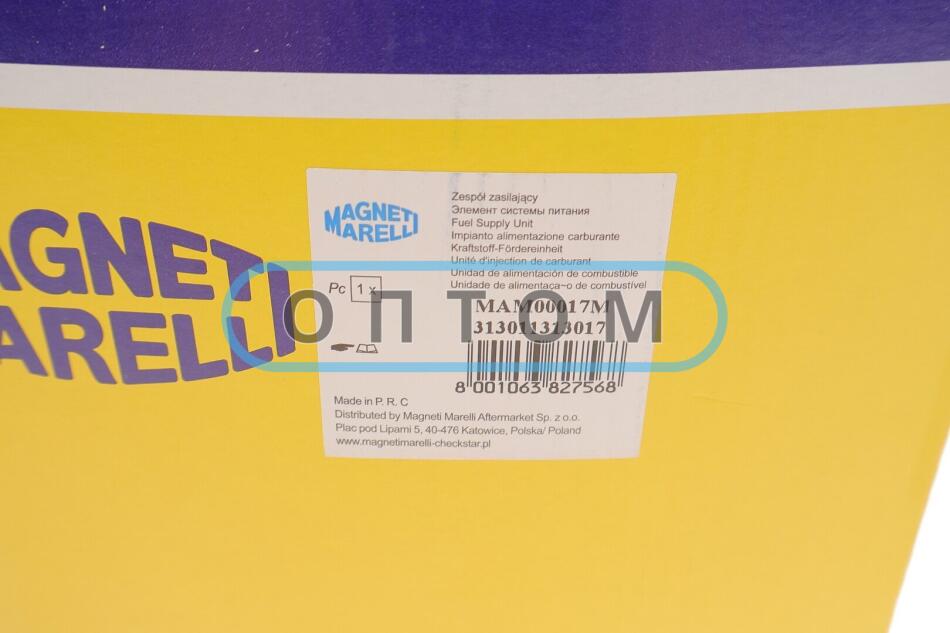 MAGNETI
MARELLI
Zespół zasilający
Элемент системы питания
Fuel Supply Unit
Impianto alimentazione carburante
Kraftstoff-Fördereinheit
Unité d'injection de carburant
Unidad de alimentación de combustible
Unidade de alimentaça~o de combustível
MAGNETI
MARELLI
Pc 1 x
MAM00017M
313011313017
8 001063 827568
ОПТОМ
Made in P. R. C
Distributed by Magneti Marelli Aftermarket Sp. z o.o.
Plac pod Lipami 5, 40-476 Katowice, Polska/ Poland
www.magnetimarelli-checkstar.pl